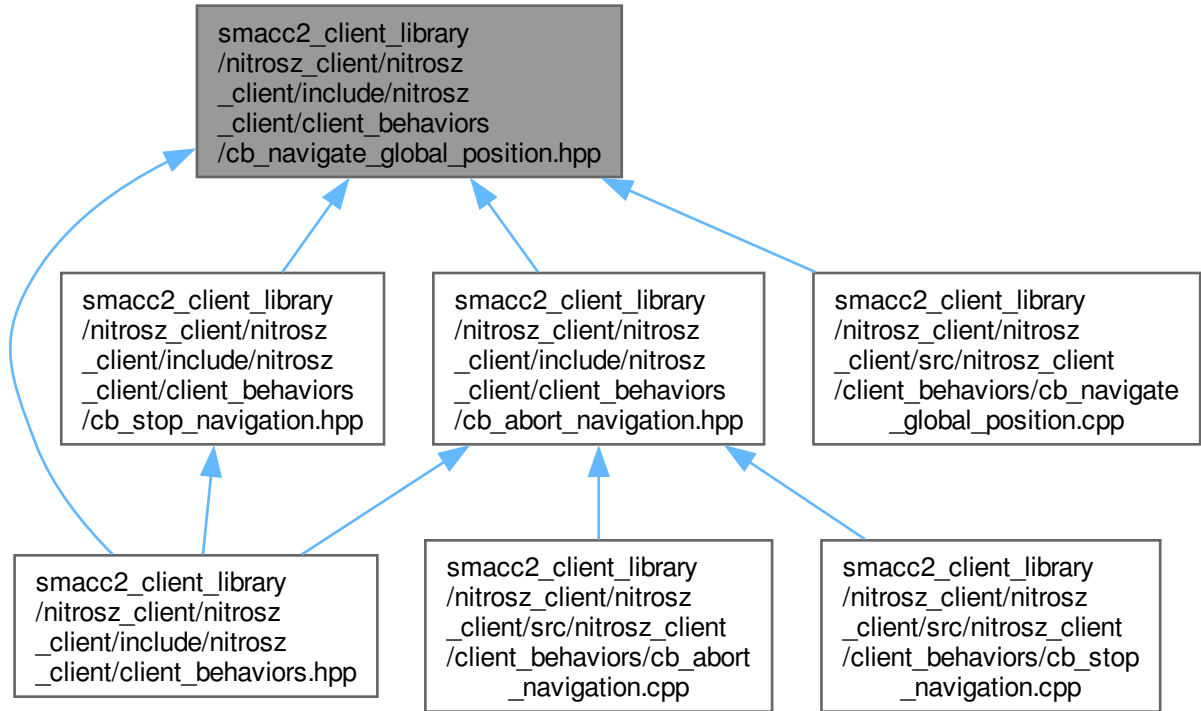 smacc2_client_library
/nitrosz_client/nitrosz
_client/include/nitrosz
_client/client_behaviors
/cb_navigate_global_position.hpp
smacc2_client_library
/nitrosz_client/nitrosz
_client/include/nitrosz
_client/client_behaviors
/cb_stop_navigation.hpp
smacc2_client_library
/nitrosz_client/nitrosz
_client/include/nitrosz
_client/client_behaviors
/cb_abort_navigation.hpp
smacc2_client_library
/nitrosz_client/nitrosz
_client/src/nitrosz_client
/client_behaviors/cb_navigate
_global_position.cpp
smacc2_client_library
/nitrosz_client/nitrosz
_client/include/nitrosz
_client/client_behaviors.hpp
smacc2_client_library
/nitrosz_client/nitrosz
_client/src/nitrosz_client
/client_behaviors/cb_abort
_navigation.cpp
smacc2_client_library
/nitrosz_client/nitrosz
_client/src/nitrosz_client
/client_behaviors/cb_stop
_navigation.cpp